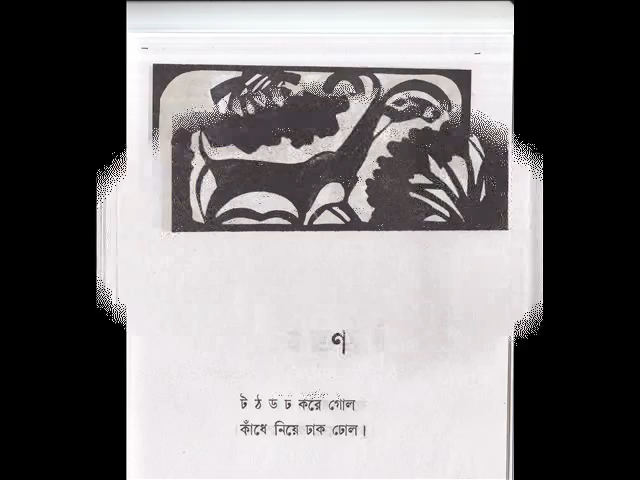 ণ
ট ঠ ড ঢ করে গোল
কাঁধে নিয়ে ঢাক ঢোল।